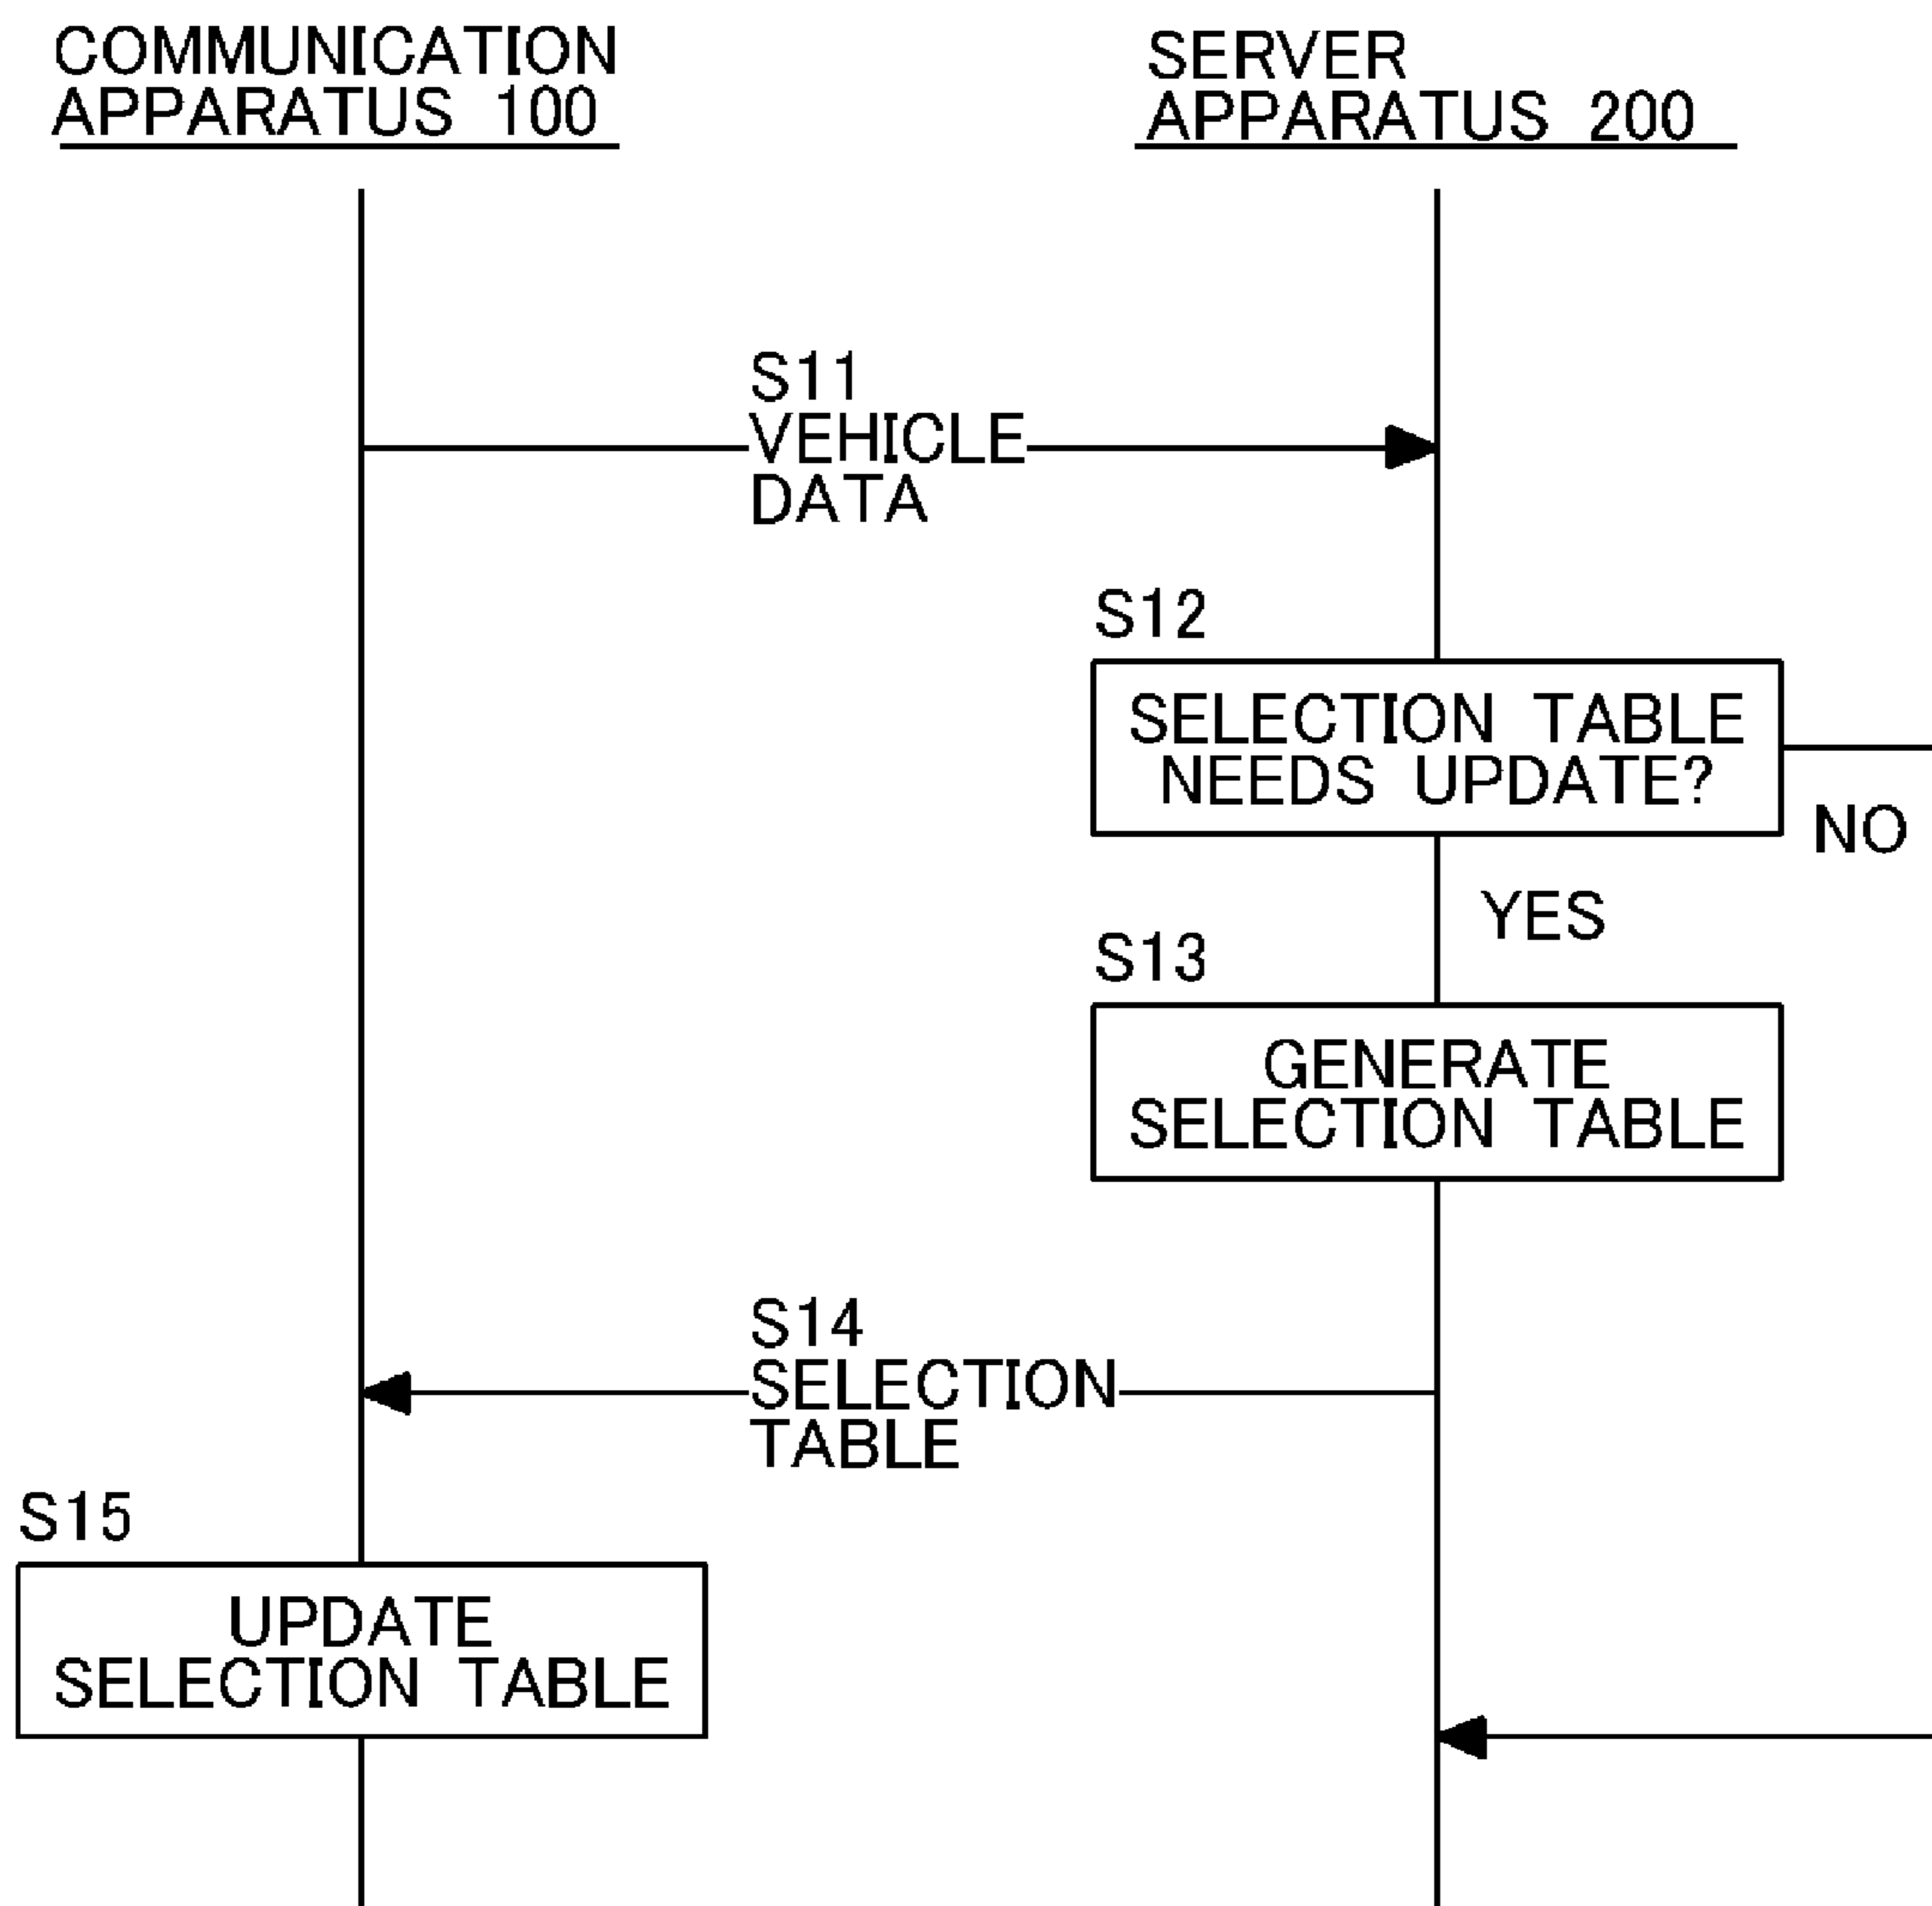 COMMUNICATION
APPARATUS 100
SERVER
APPARATUS 200
S11
VEHICLE
DATA
S12
SELECTION TABLE
NEEDS UPDATE?
NO
YES
S13
GENERATE
SELECTION TABLE
S14
SELECTION
TABLE
S15
UPDATE
SELECTION TABLE